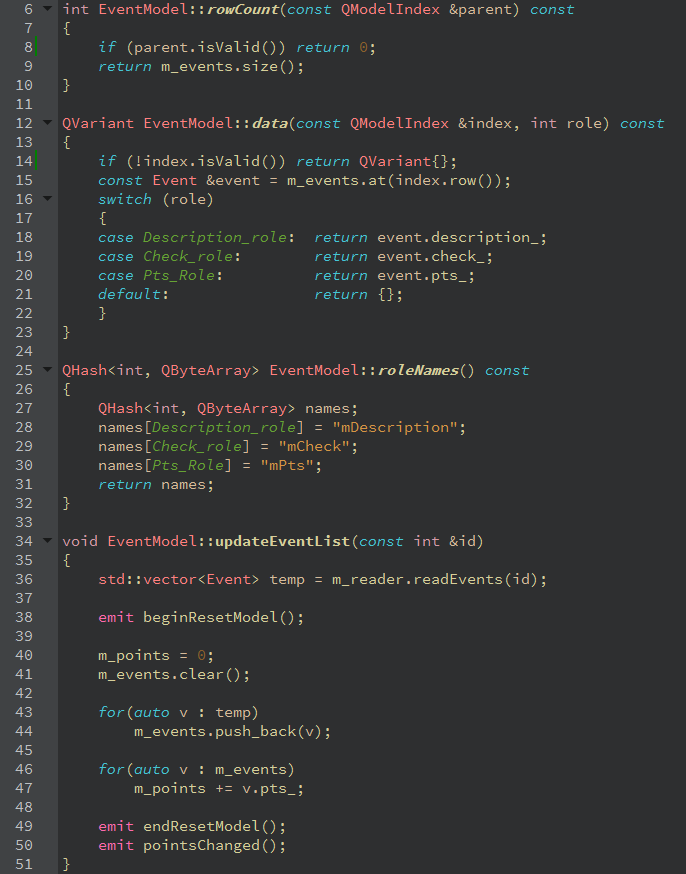 6 int EventModel::rowCount(const QModelIndex &parent) const
7 {
8     if (parent.isValid()) return 0;
9     return m_events.size();
10 }
11
12 QVariant EventModel::data(const QModelIndex &index, int role) const
13 {
14     if (!index.isValid()) return QVariant{};
15     const Event &event = m_events.at(index.row());
16     switch (role)
17     {
18     case Description_role:  return event.description_;
19     case Check_role:        return event.check_;
20     case Pts_Role:          return event.pts_;
21     default:                return {};
22     }
23 }
24
25 QHash<int, QByteArray> EventModel::roleNames() const
26 {
27     QHash<int, QByteArray> names;
28     names[Description_role] = "mDescription";
29     names[Check_role] = "mCheck";
30     names[Pts_Role] = "mPts";
31     return names;
32 }
33
34 void EventModel::updateEventList(const int &id)
35 {
36     std::vector<Event> temp = m_reader.readEvents(id);
37
38     emit beginResetModel();
39
40     m_points = 0;
41     m_events.clear();
42
43     for(auto v : temp)
44         m_events.push_back(v);
45
46     for(auto v : m_events)
47         m_points += v.pts_;
48
49     emit endResetModel();
50     emit pointsChanged();
51 }